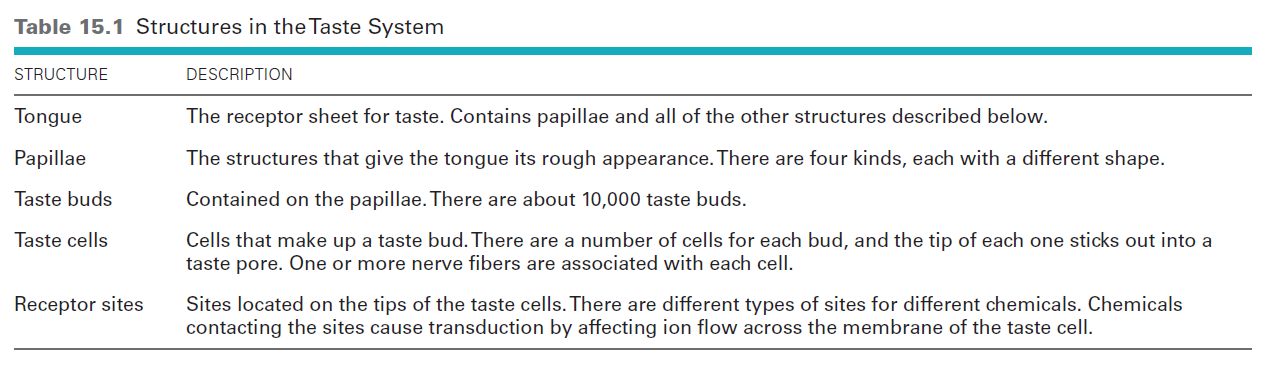 Table 15.1 Structures in the Taste System
STRUCTURE DESCRIPTION
Tongue The receptor sheet for taste. Contains papillae and all of the other structures described below.
Papillae The structures that give the tongue its rough appearance. There are four kinds, each with a different shape.
Taste buds Contained on the papillae. There are about 10,000 taste buds.
Taste cells Cells that make up a taste bud. There are a number of cells for each bud, and the tip of each one sticks out into a
taste pore. One or more nerve fibers are associated with each cell.
Receptor sites Sites located on the tips of the taste cells. There are different types of sites for different chemicals. Chemicals
contacting the sites cause transduction by affecting ion flow across the membrane of the taste cell.